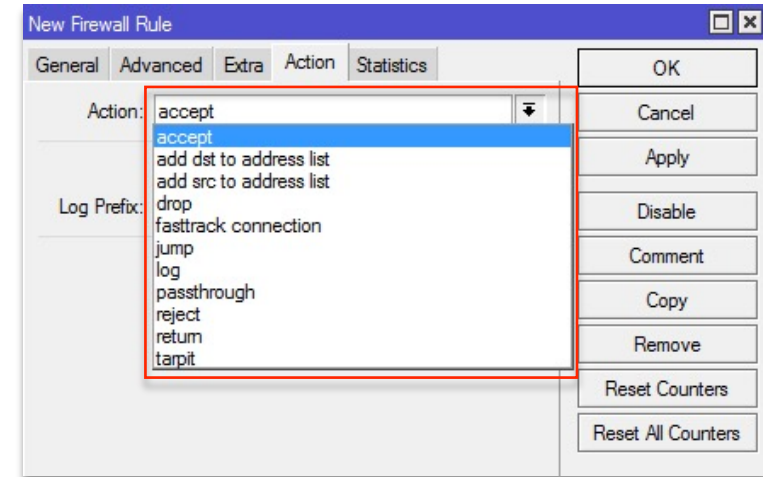 New Firewall Rule
General Advanced Extra Action Statistics
Action: accept
accept
add dst to address list
add src to address list
drop
fasttrack connection
jump
log
passthrough
reject
return
tarpit
Log Prefix:
OK
Cancel
Apply
Disable
Comment
Copy
Remove
Reset Counters
Reset All Counters